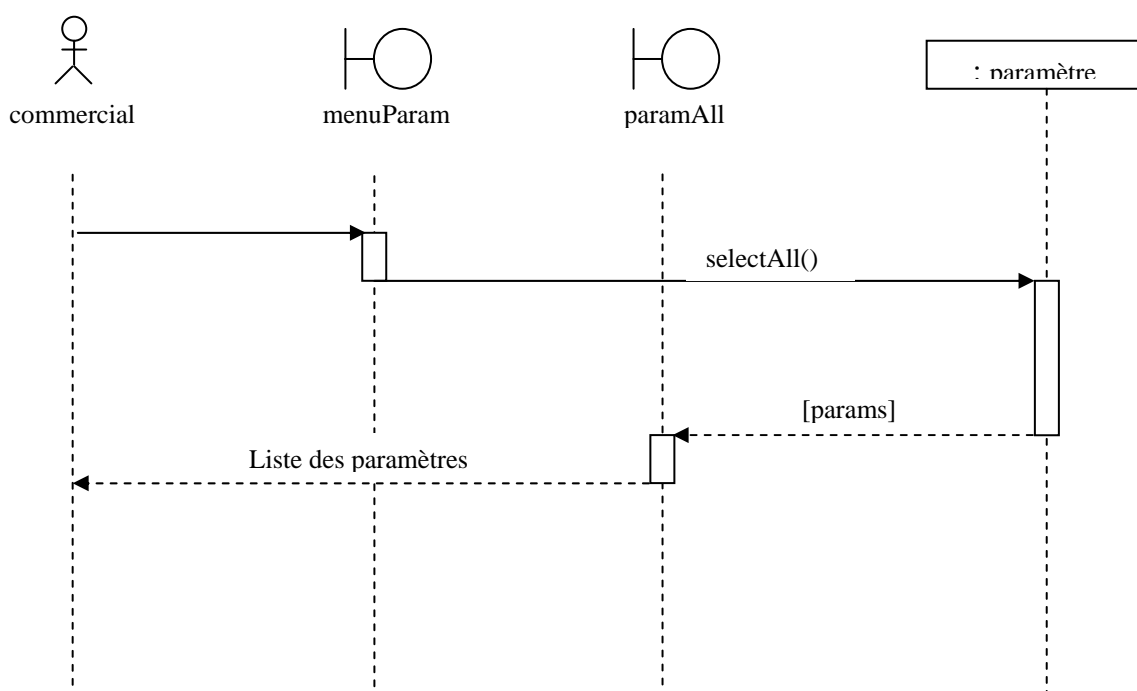 : paramètre
commercial
menuParam
paramAll
selectAll()
[params]
Liste des paramètres